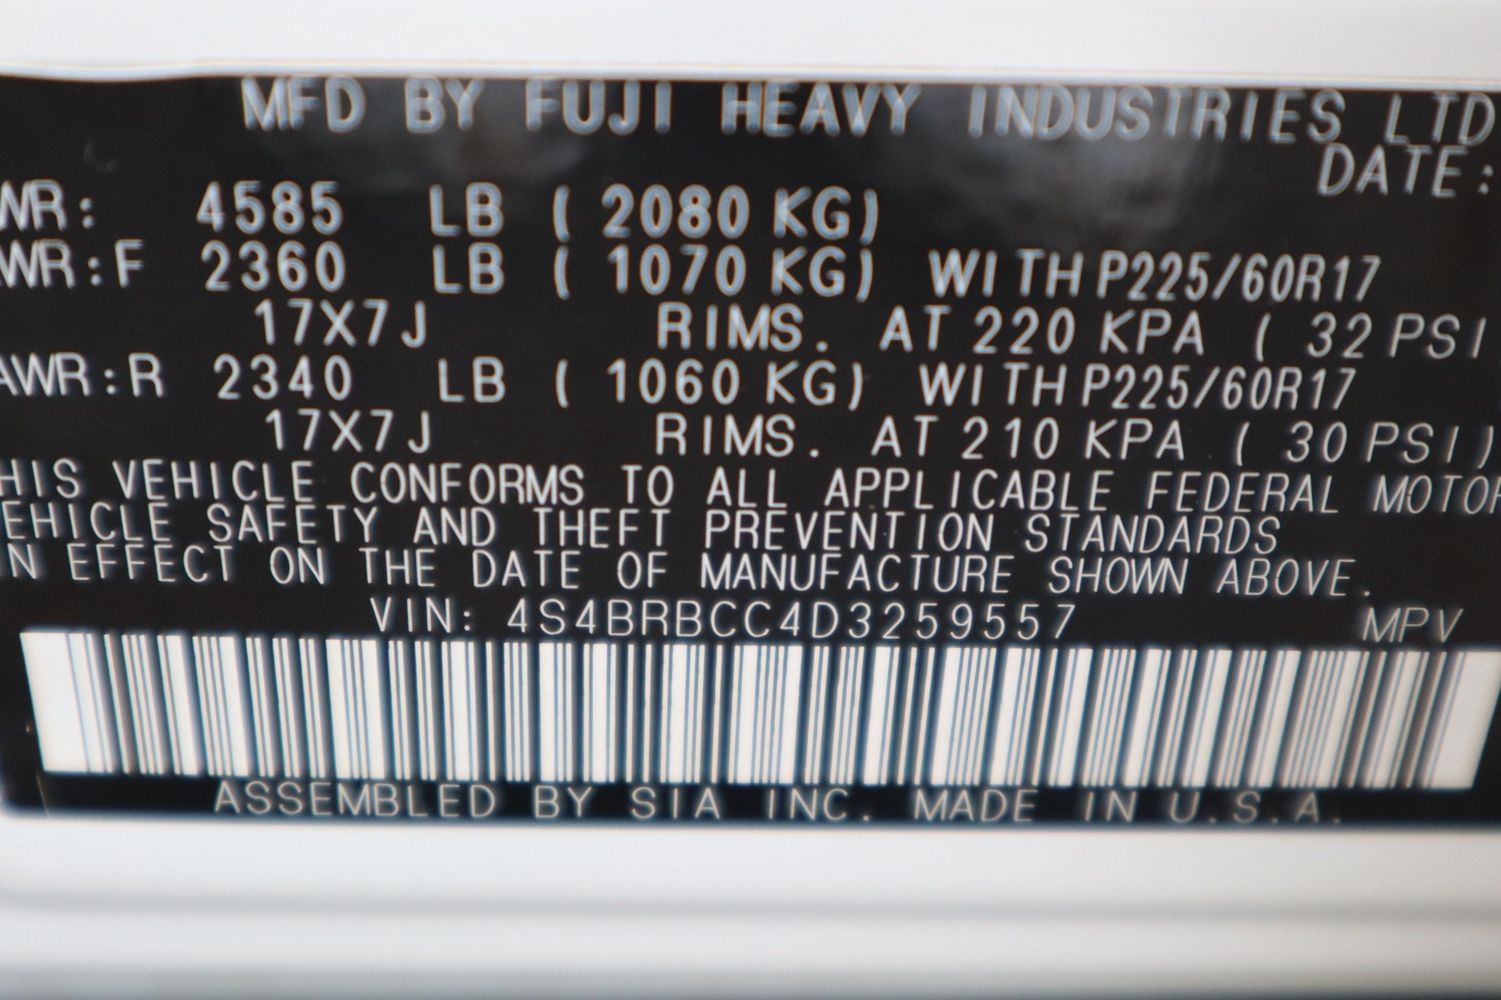 MFD BY FUJI HEAVY INDUSTRIES LTD
DATE:
WR: 4585 LB ( 2080 KG)
WR:F 2360 LB ( 1070 KG) WITH P225/60R17
17X7J RIMS. AT 220 KPA ( 32 PSI
AWR:R 2340 LB ( 1060 KG) WITH P225/60R17
17X7J RIMS. AT 210 KPA ( 30 PSI)
HIS VEHICLE CONFORMS TO ALL APPLICABLE FEDERAL MOTOR
EHICLE SAFETY AND THEFT PREVENTION STANDARDS
N EFFECT ON THE DATE OF MANUFACTURE SHOWN ABOVE.
VIN: 4S4BRBCC4D3259557 MPV
ASSEMBLED BY SIA INC. MADE IN U.S.A.